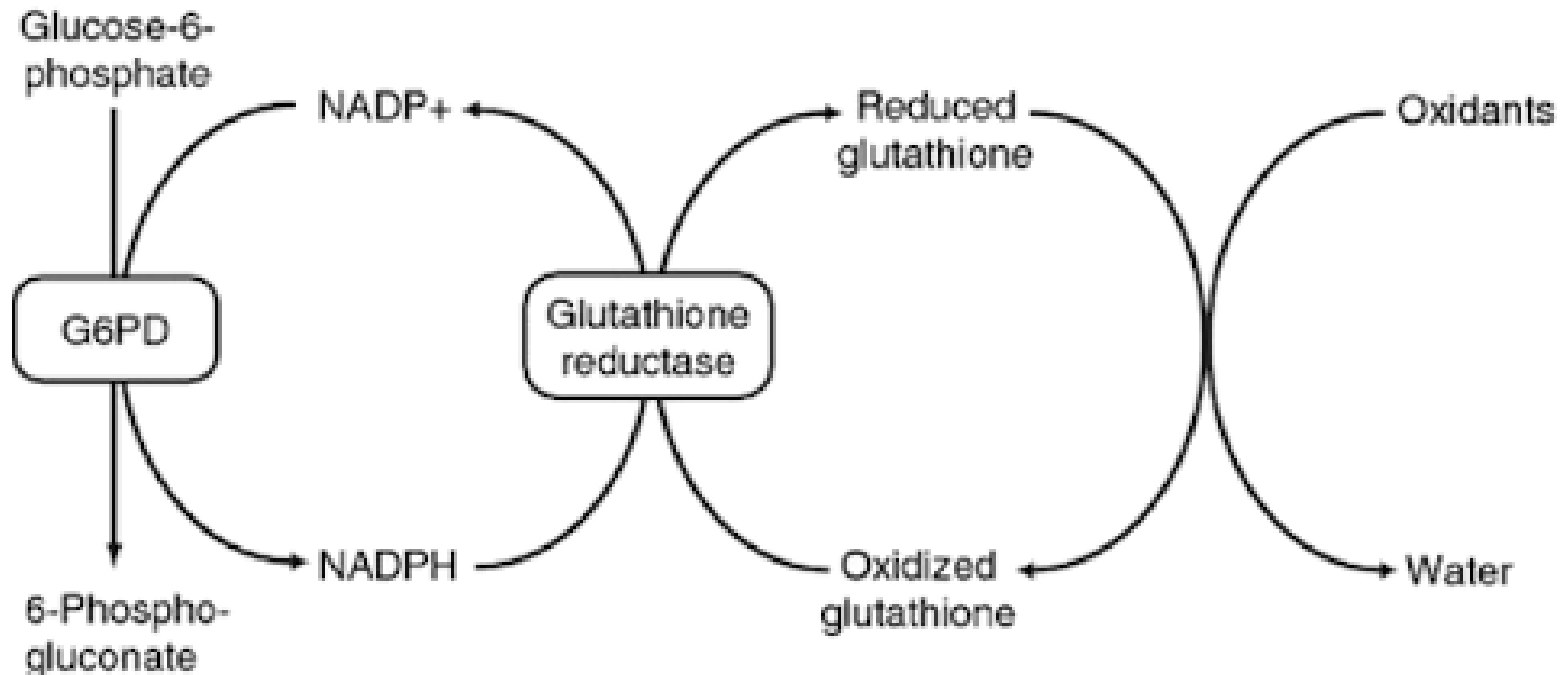 Glucose-6-
phosphate
NADP+
Reduced
glutathione
Oxidants
G6PD
Glutathione
reductase
NADPH
Oxidized
glutathione
Water
6-Phospho-
gluconate